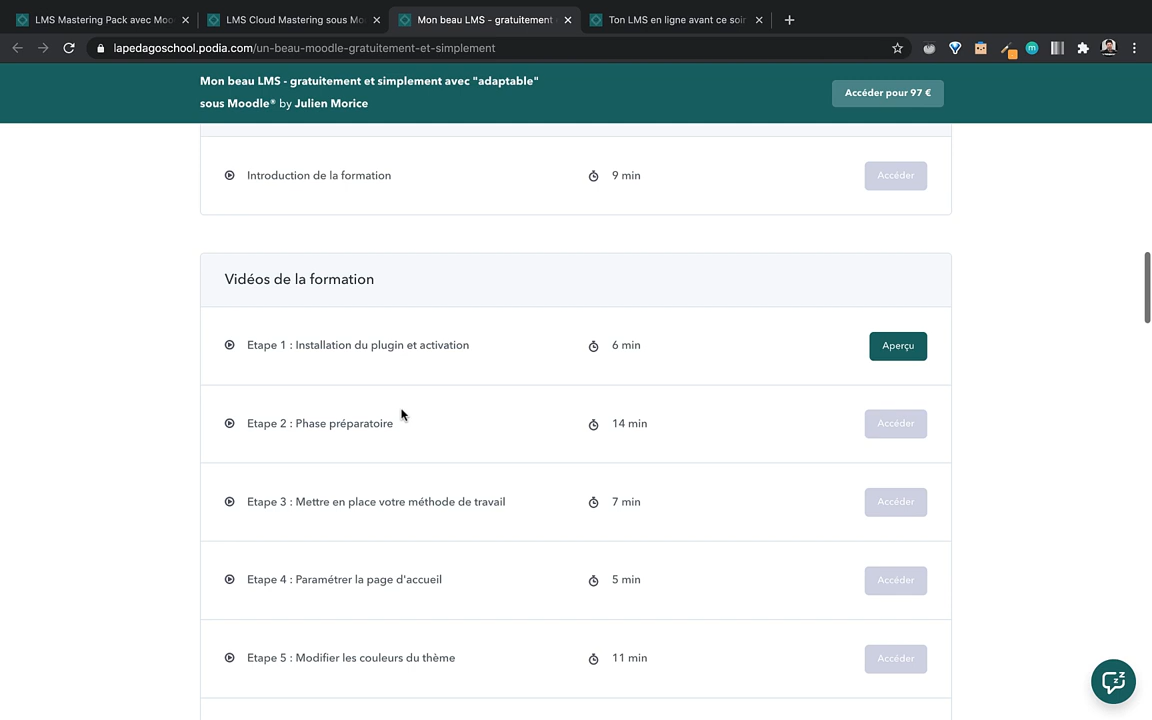 LMS Mastering Pack avec Moo
LMS Cloud Mastering sous Mo
Mon beau LMS - gratuitement
Ton LMS en ligne avant ce soir
lapedagoschool.podia.com/un-beau-moodle-gratuitement-et-simplement
Mon beau LMS - gratuitement et simplement avec "adaptable"
sous Moodle® by Julien Morice
Accéder pour 97 €
Introduction de la formation
9 min
Accéder
Vidéos de la formation
Etape 1 : Installation du plugin et activation
6 min
Aperçu
Etape 2 : Phase préparatoire
14 min
Accéder
Etape 3 : Mettre en place votre méthode de travail
7 min
Accéder
Etape 4 : Paramétrer la page d'accueil
5 min
Accéder
Etape 5 : Modifier les couleurs du thème
11 min
Accéder